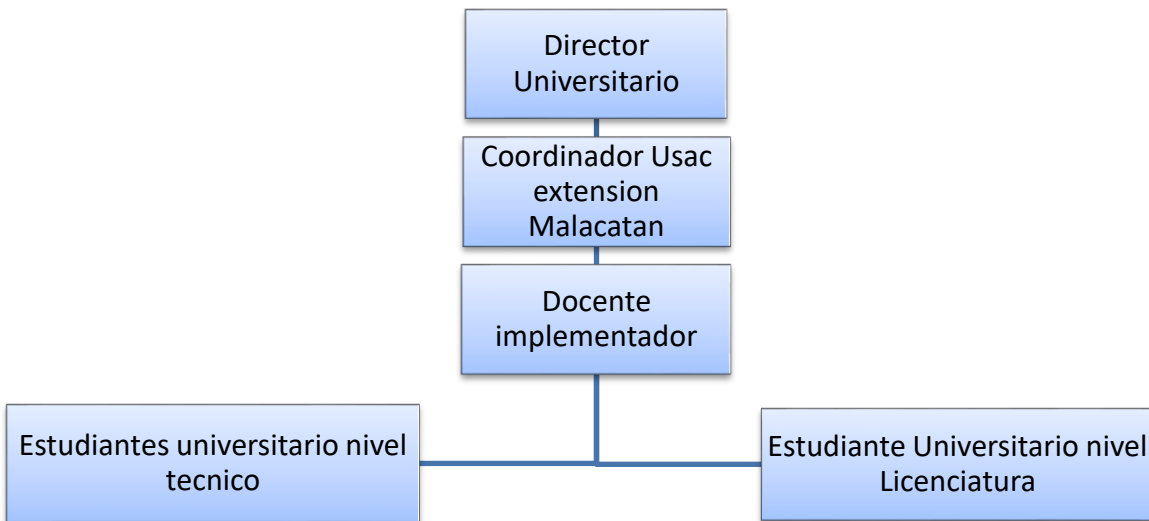 Director
Universitario
Coordinador Usac
extension
Malacatan
Docente
implementador
Estudiantes universitario nivel
tecnico
Estudiante Universitario nivel
Licenciatura